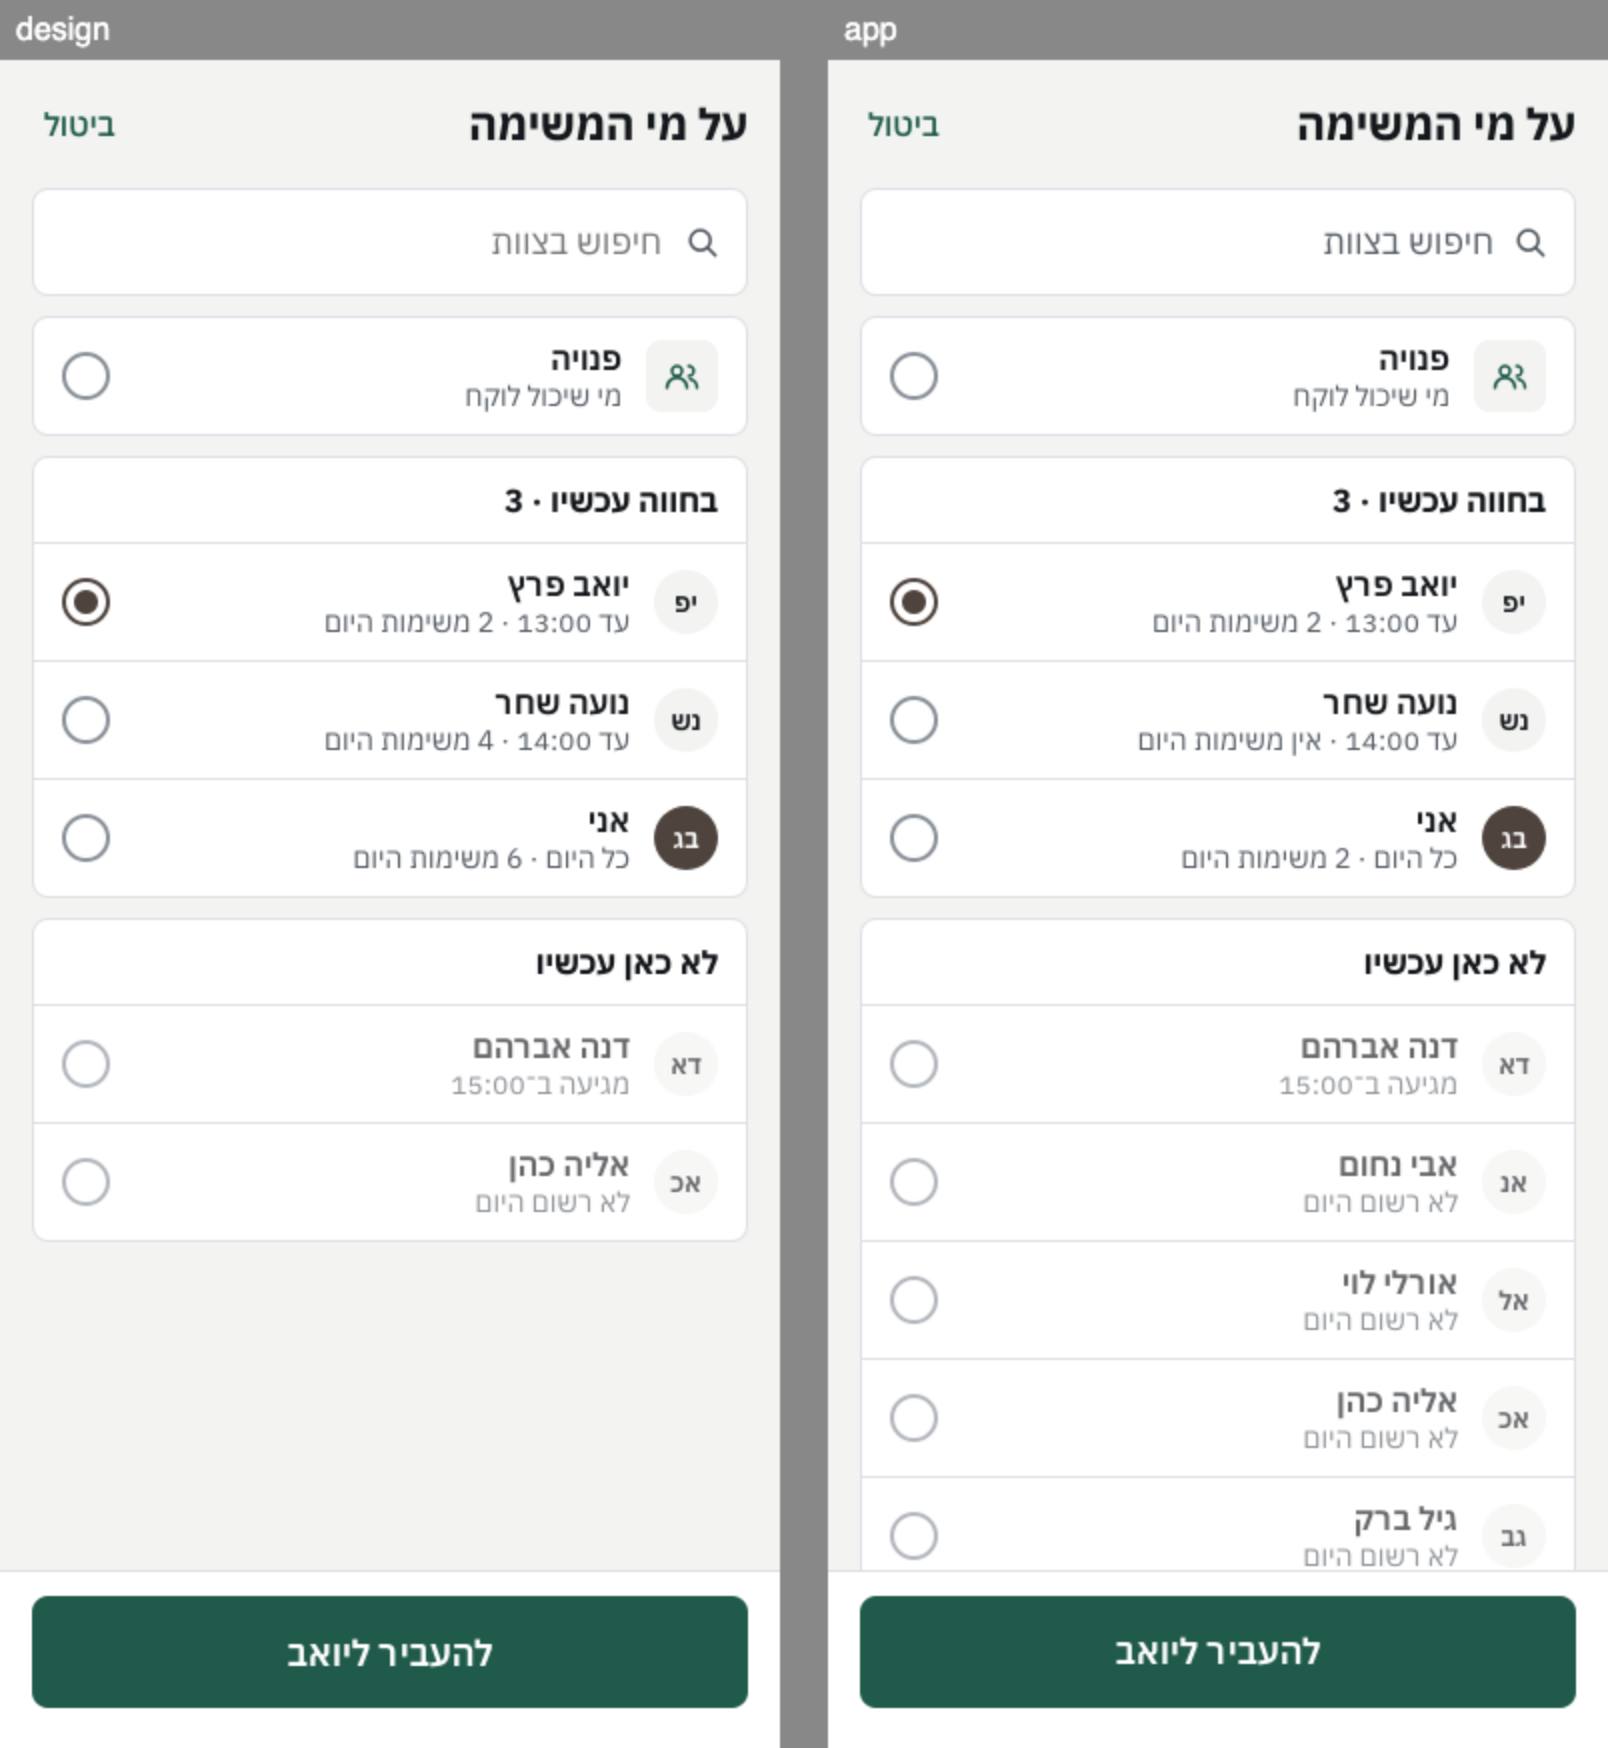 design
על מי המשימה
ביטול
חיפוש בצוות
פנויה
מי שיכול לוקח
בחווה עכשיו · 3
יפ
יואב פרץ
עד 13:00 · 2 משימות היום
נש
נועה שחר
עד 14:00 · 4 משימות היום
בג
אני
כל היום · 6 משימות היום
לא כאן עכשיו
דא
דנה אברהם
מגיעה ב־15:00
אכ
אליה כהן
לא רשום היום
להעביר ליואב
app
על מי המשימה
ביטול
חיפוש בצוות
פנויה
מי שיכול לוקח
בחווה עכשיו · 3
יפ
יואב פרץ
עד 13:00 · 2 משימות היום
נש
נועה שחר
עד 14:00 · אין משימות היום
בג
אני
כל היום · 2 משימות היום
לא כאן עכשיו
דא
דנה אברהם
מגיעה ב־15:00
אנ
אבי נחום
לא רשום היום
אל
אורלי לוי
לא רשום היום
אכ
אליה כהן
לא רשום היום
גב
גיל ברק
לא רשום היום
להעביר ליואב